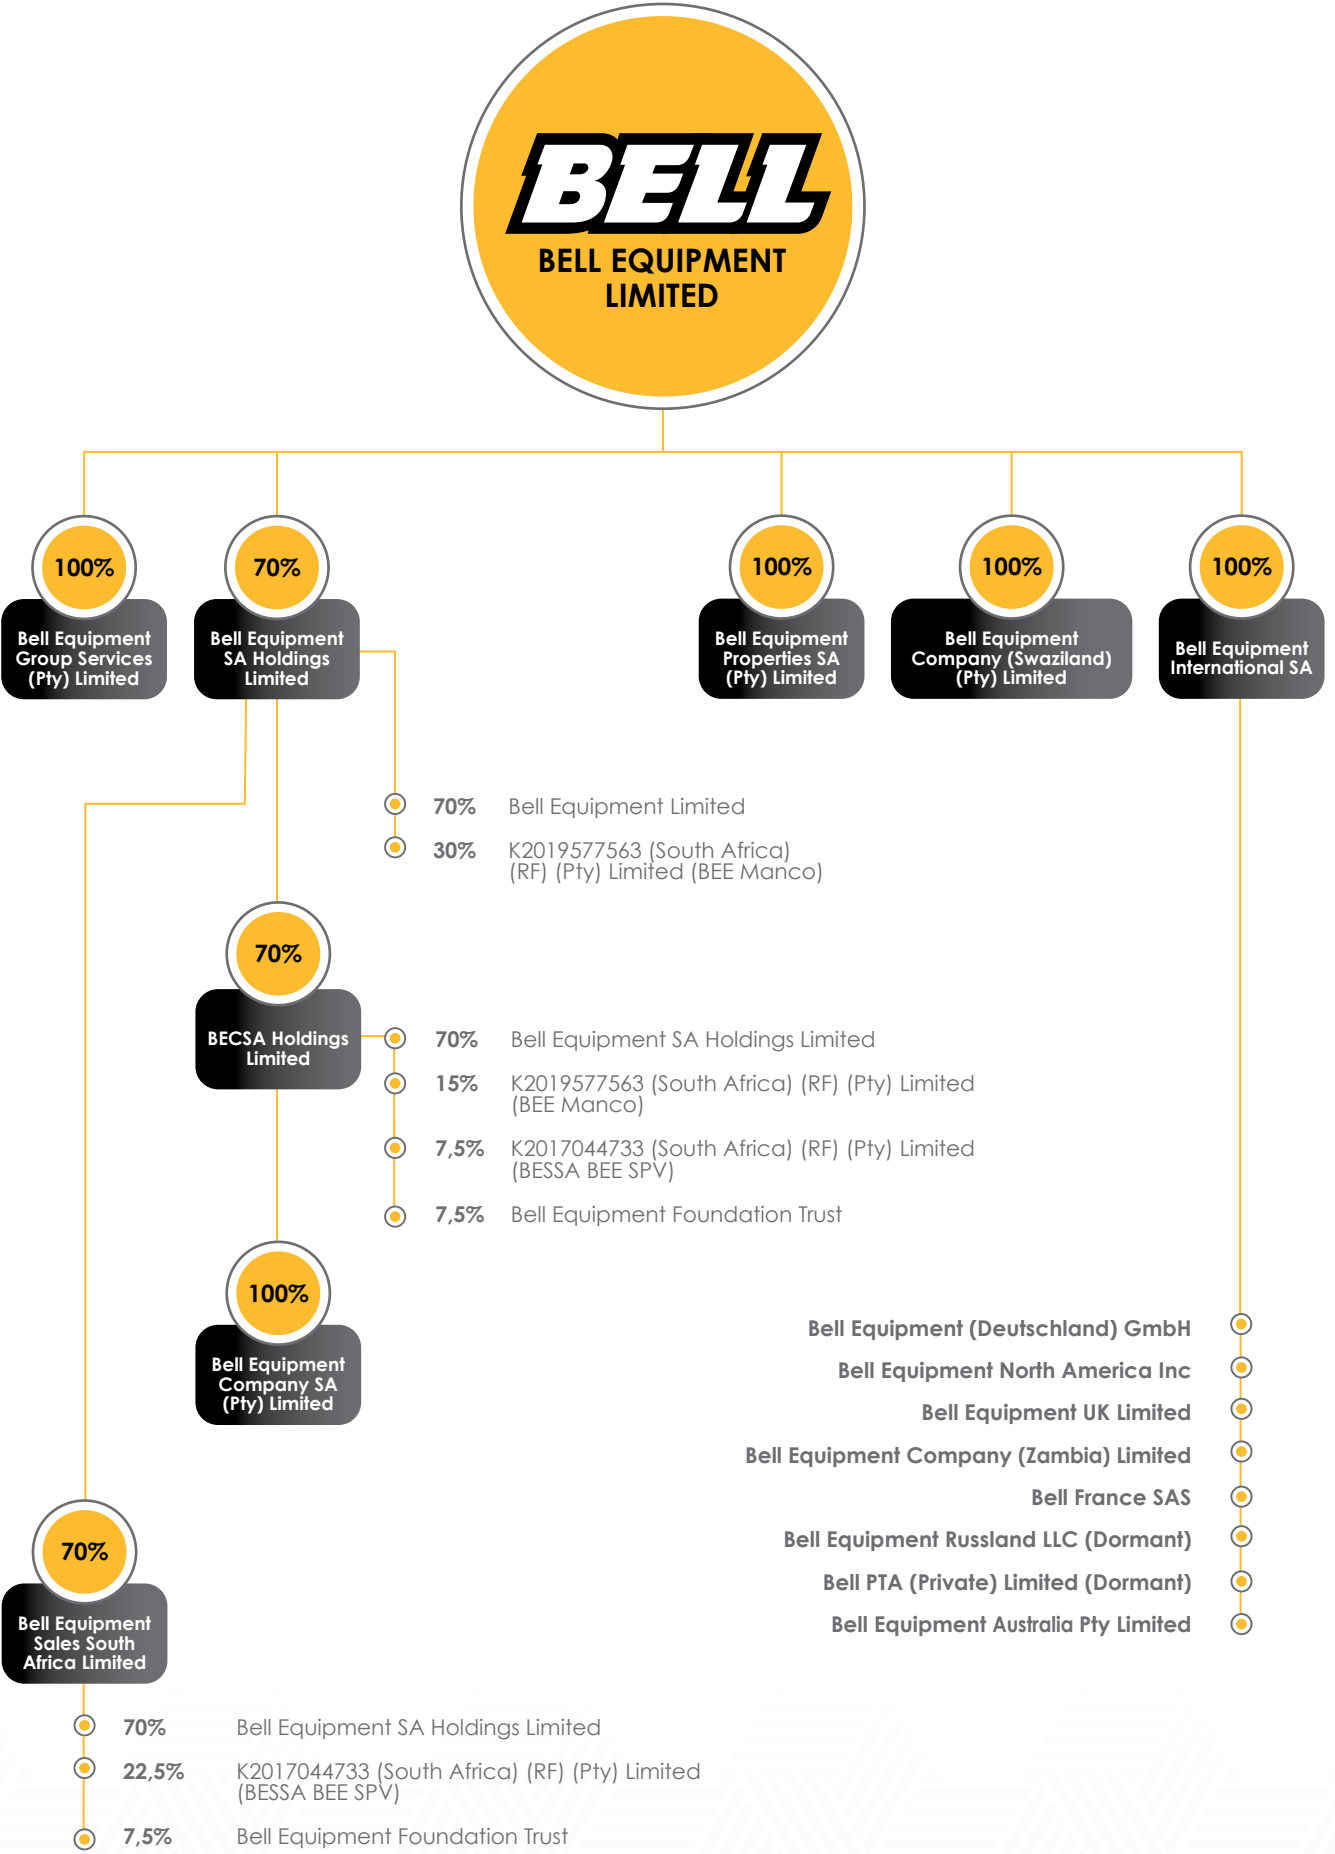 BELL
BELL EQUIPMENT
LIMITED
100%
Bell Equipment
Group Services
(Pty) Limited
70%
Bell Equipment
SA Holdings
Limited
100%
Bell Equipment
Properties SA
(Pty) Limited
100%
Bell Equipment
Company (Swaziland)
(Pty) Limited
100%
Bell Equipment
International SA
70% Bell Equipment Limited
30% K2019577563 (South Africa)
(RF) (Pty) Limited (BEE Manco)
70%
BECSA Holdings
Limited
70% Bell Equipment SA Holdings Limited
15% K2019577563 (South Africa) (RF) (Pty) Limited
(BEE Manco)
7,5% K2017044733 (South Africa) (RF) (Pty) Limited
(BESSA BEE SPV)
7,5% Bell Equipment Foundation Trust
100%
Bell Equipment
Company SA
(Pty) Limited
Bell Equipment (Deutschland) GmbH
Bell Equipment North America Inc
Bell Equipment UK Limited
Bell Equipment Company (Zambia) Limited
Bell France SAS
Bell Equipment Russland LLC (Dormant)
Bell PTA (Private) Limited (Dormant)
Bell Equipment Australia Pty Limited
70%
Bell Equipment
Sales South
Africa Limited
70% Bell Equipment SA Holdings Limited
22,5% K2017044733 (South Africa) (RF) (Pty) Limited
(BESSA BEE SPV)
7,5% Bell Equipment Foundation Trust